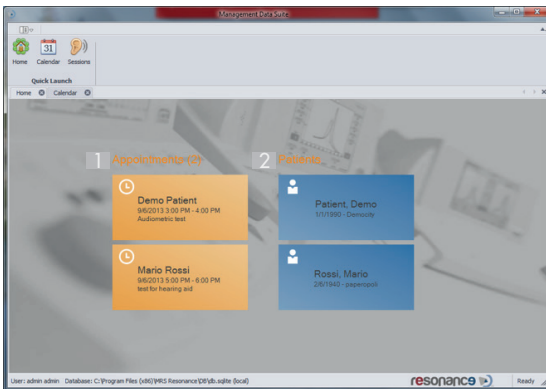 Management Data Suite
31
Home
Calendar
Sessions
Quick Launch
Home
Calendar
1 Appointments (2)
2 Patients
Demo Patient
9/6/2013 3:00 PM - 4:00 PM
Audiometric test
Patient, Demo
1/1/1990 - Democity
Mario Rossi
9/6/2013 5:00 PM - 6:00 PM
test for hearing aid
Rossi, Mario
2/6/1940 - paperopoli
User: admin admin Database: C:\Program Files (x86)\MRS Resonance\DB\db.sqlite (local)
resonance
Ready